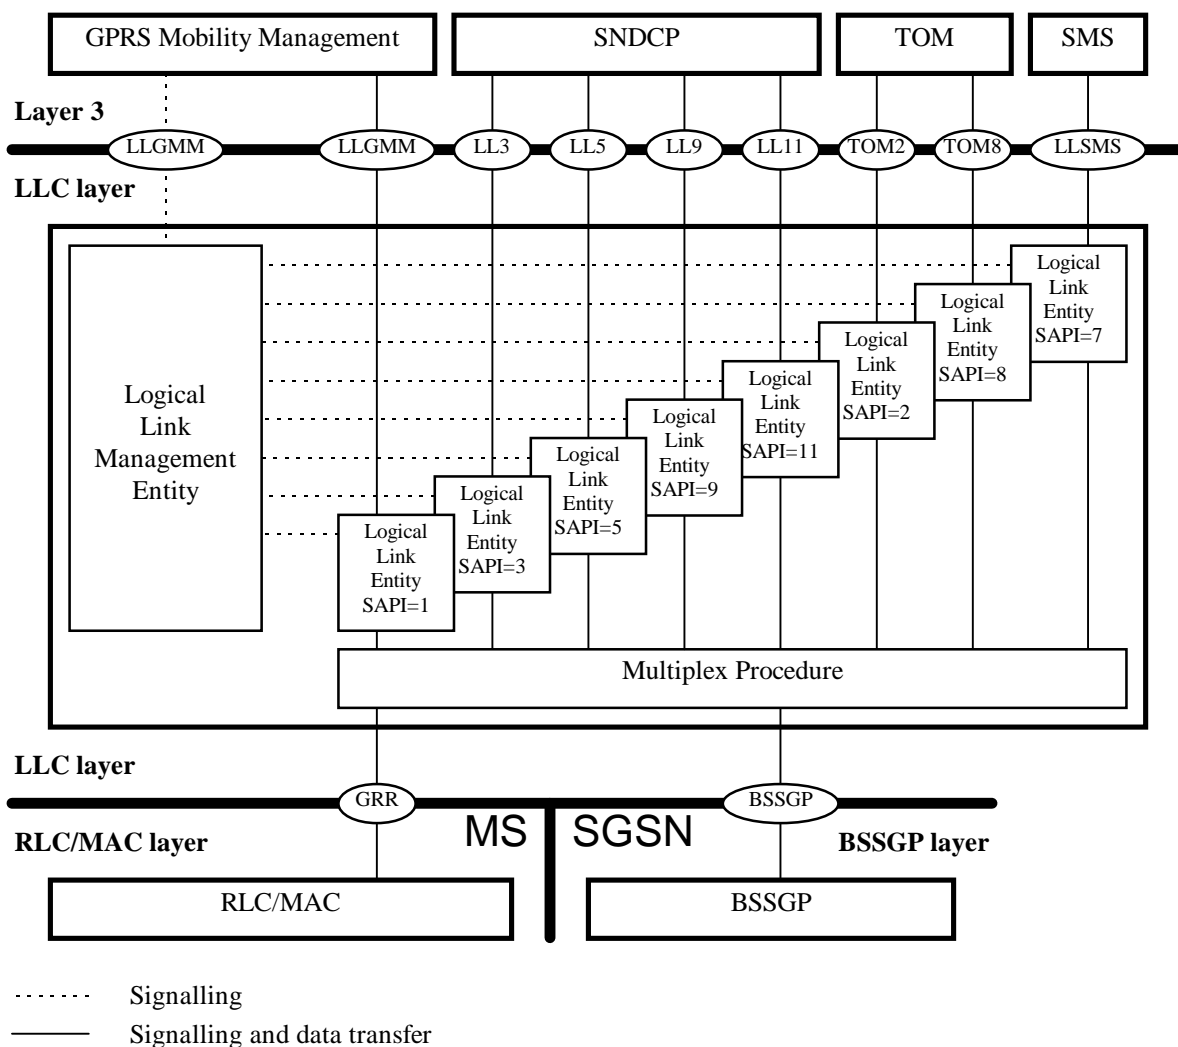 GPRS Mobility Management
SNDCP
TOM
SMS
Layer 3
LLGMM
LLGMM
LL3
LL5
LL9
LL11
TOM2
TOM8
LLSMS
LLC layer
Logical
Link
Management
Entity
Logical
Link
Entity
SAPI=1
Logical
Link
Entity
SAPI=3
Logical
Link
Entity
SAPI=5
Logical
Link
Entity
SAPI=9
Logical
Link
Entity
SAPI=11
Logical
Link
Entity
SAPI=2
Logical
Link
Entity
SAPI=8
Logical
Link
Entity
SAPI=7
Multiplex Procedure
LLC layer
GRR
BSSGP
RLC/MAC layer
MS
SGSN
BSSGP layer
RLC/MAC
BSSGP
Signalling
Signalling and data transfer